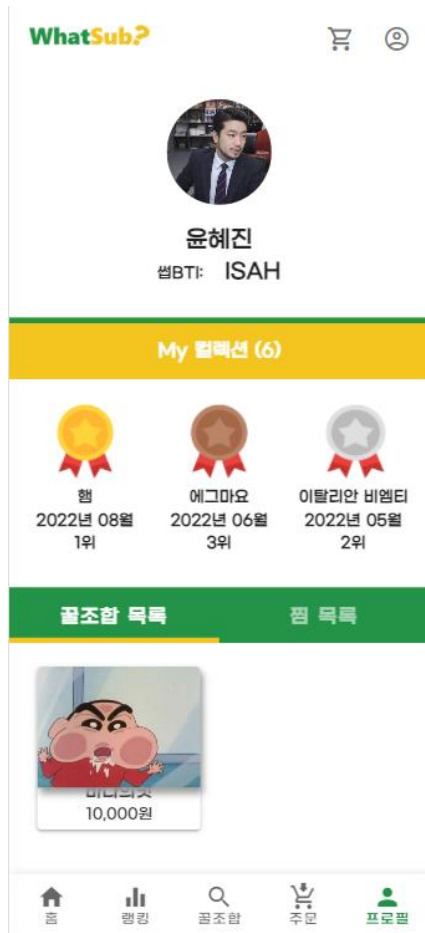 WhatSub?
윤혜진
썹BTI: ISAH
My 컬렉션 (6)
햄
2022년 08월
1위
에그마요
2022년 06월
3위
이탈리안 비엠티
2022년 05월
2위
꿀조합 목록
찜 목록
10,000원
홈
랭킹
꿀조합
주문
프로필